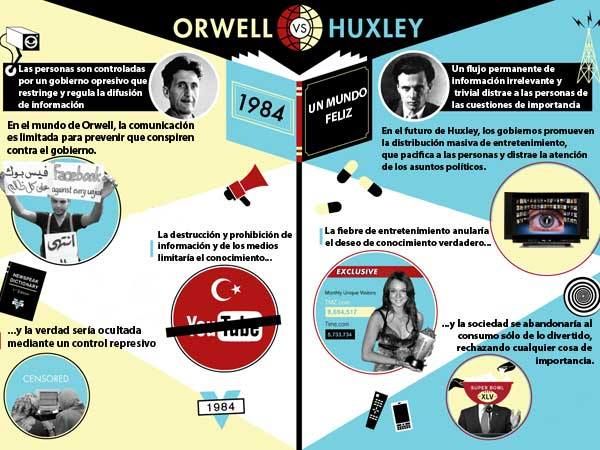 ORWELL VS HUXLEY
Las personas son controladas
por un gobierno opresivo que
restringe y regula la difusión
de información
1984
En el mundo de Orwell, la comunicación
es limitada para prevenir que conspiren
contra el gobierno.
فيس بوك
Facebook
against every unjust
انتهى
La destrucción y prohibición de
información y de los medios
limitaría el conocimiento...
NEWSPEAK
DICTIONARY
YouTube
...y la verdad sería ocultada
mediante un control represivo
CENSORED
1984
UN MUNDO
FELIZ
Un flujo permanente de
información irrelevante y
trivial distrae a las personas de
las cuestiones de importancia
En el futuro de Huxley, los gobiernos promueven
la distribución masiva de entretenimiento,
que pacifica a las personas y distrae la atención
de los asuntos políticos.
La fiebre de entretenimiento anularía
el deseo de conocimiento verdadero...
EXCLUSIVE
Monthly Unique Visitors
TMZ.com
8,684,517
Time.com
6,733,734
...y la sociedad se abandonaría al
consumo sólo de lo divertido,
rechazando cualquier cosa de
importancia.
SUPER BOWL
XLV